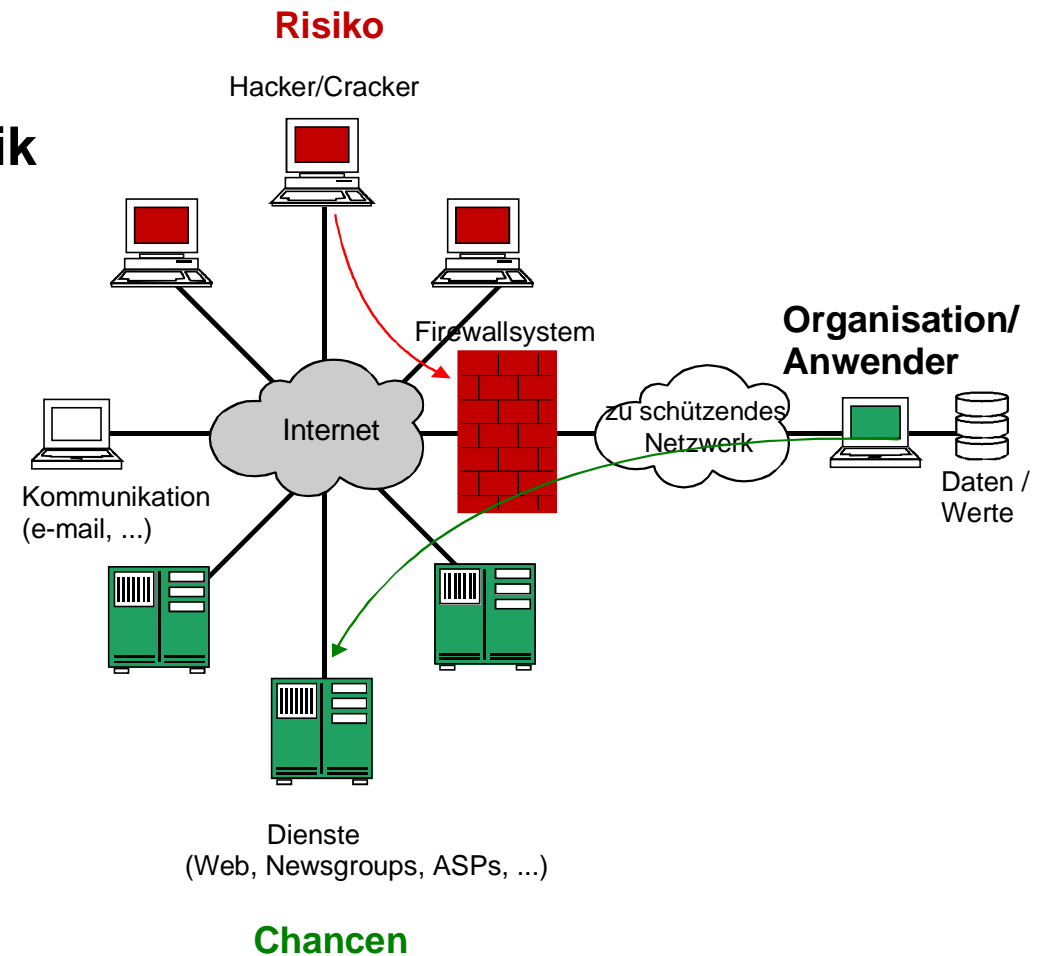 Risiko
Hacker/Cracker
ik
Firewallsystem
Organisation/
Anwender
Internet
zu schützendes
Netzwerk
Kommunikation
(e-mail, ...)
Daten /
Werte
Dienste
(Web, Newsgroups, ASPs, ...)
Chancen